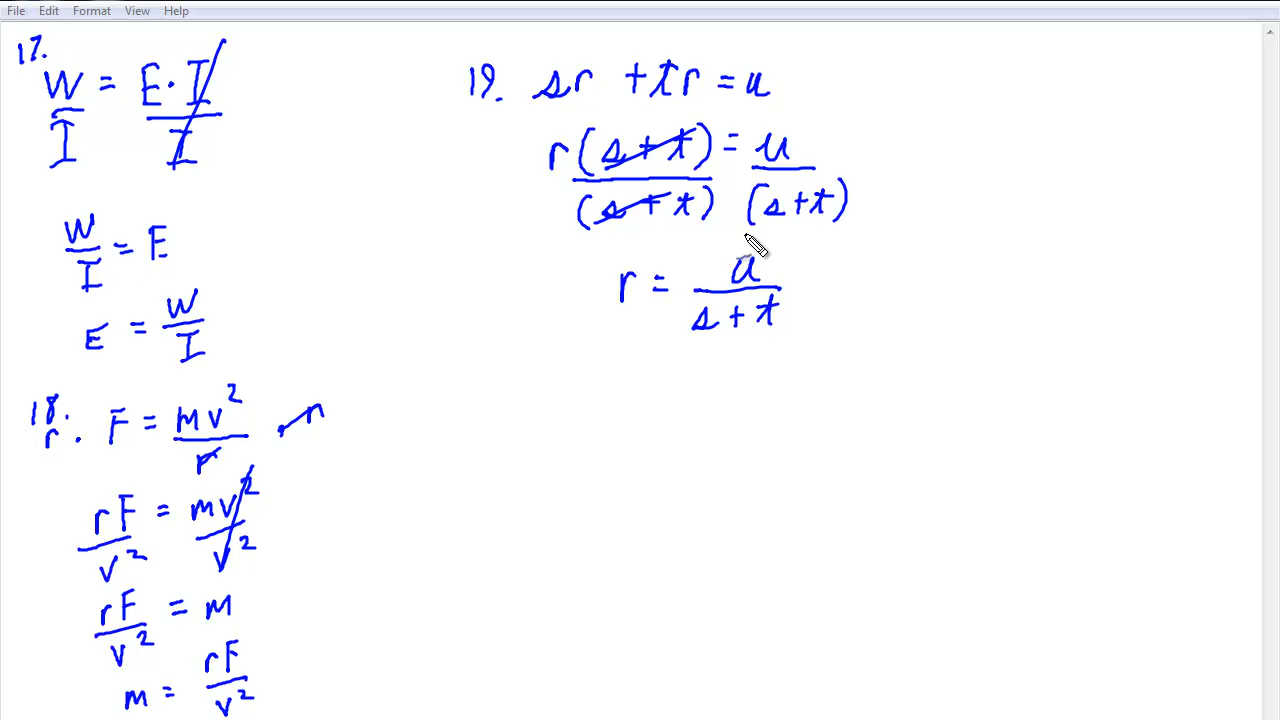 File Edit Format View Help
17.
W/I = E·I/I
W/I = E
E = W/I
18.
r · F = mv²/r · r
rF/v² = mv²/v²
rF/v² = m
m = rF/v²
19. sr + tr = u
r(s+t)/(s+t) = u/(s+t)
r = u/s+t